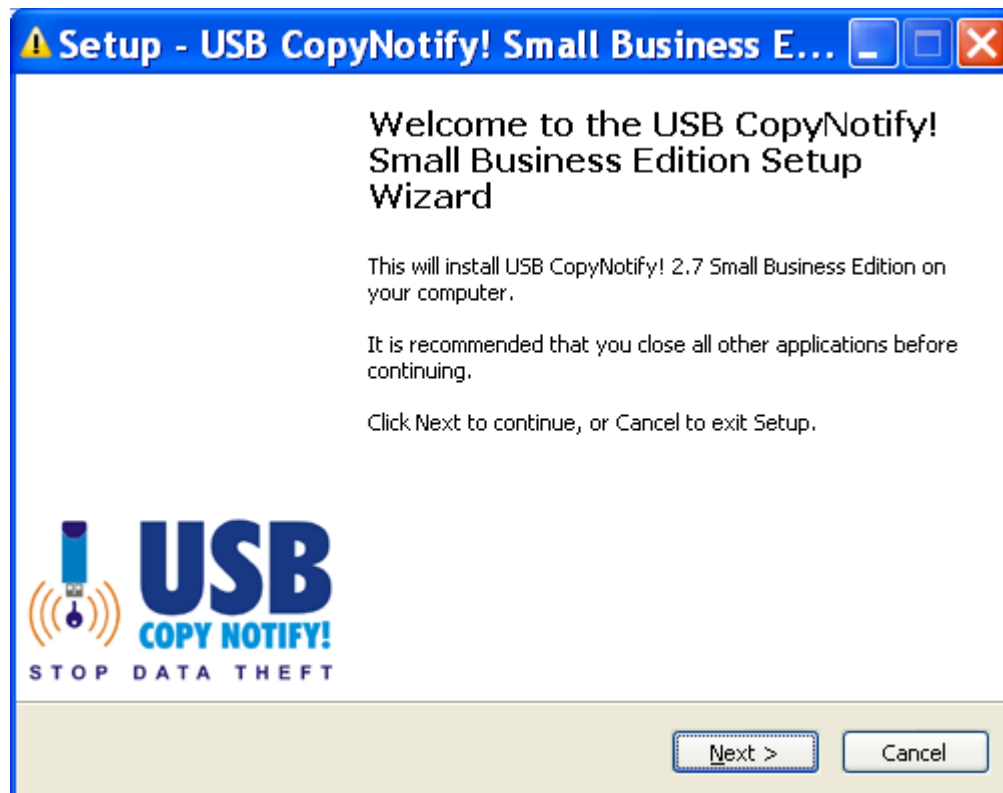 Setup - USB CopyNotify! Small Business E...
Welcome to the USB CopyNotify!
Small Business Edition Setup
Wizard
This will install USB CopyNotify! 2.7 Small Business Edition on
your computer.
It is recommended that you close all other applications before
continuing.
Click Next to continue, or Cancel to exit Setup.
USB
COPY NOTIFY!
STOP DATA THEFT
Next >
Cancel